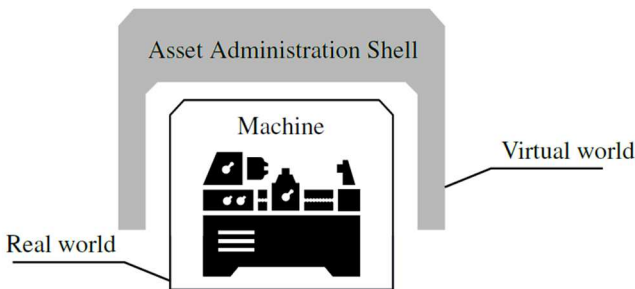 Asset Administration Shell
Machine
Virtual world
Real world